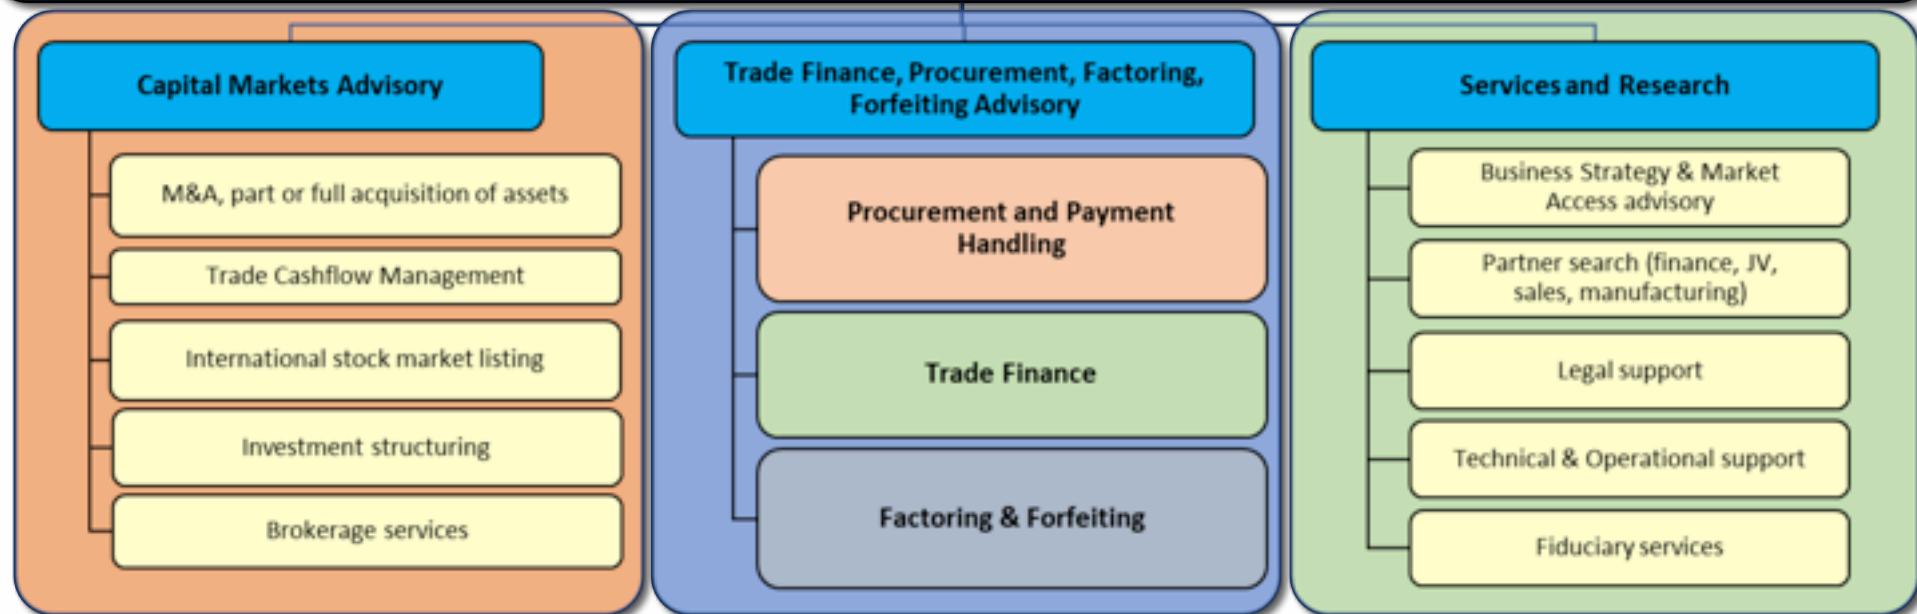 Capital Markets Advisory
M&A, part or full acquisition of assets
Trade Cashflow Management
International stock market listing
Investment structuring
Brokerage services
Trade Finance, Procurement, Factoring,
Forfeiting Advisory
Procurement and Payment
Handling
Trade Finance
Factoring & Forfeiting
Services and Research
Business Strategy & Market
Access advisory
Partner search (finance, JV,
sales, manufacturing)
Legal support
Technical & Operational support
Fiduciary services